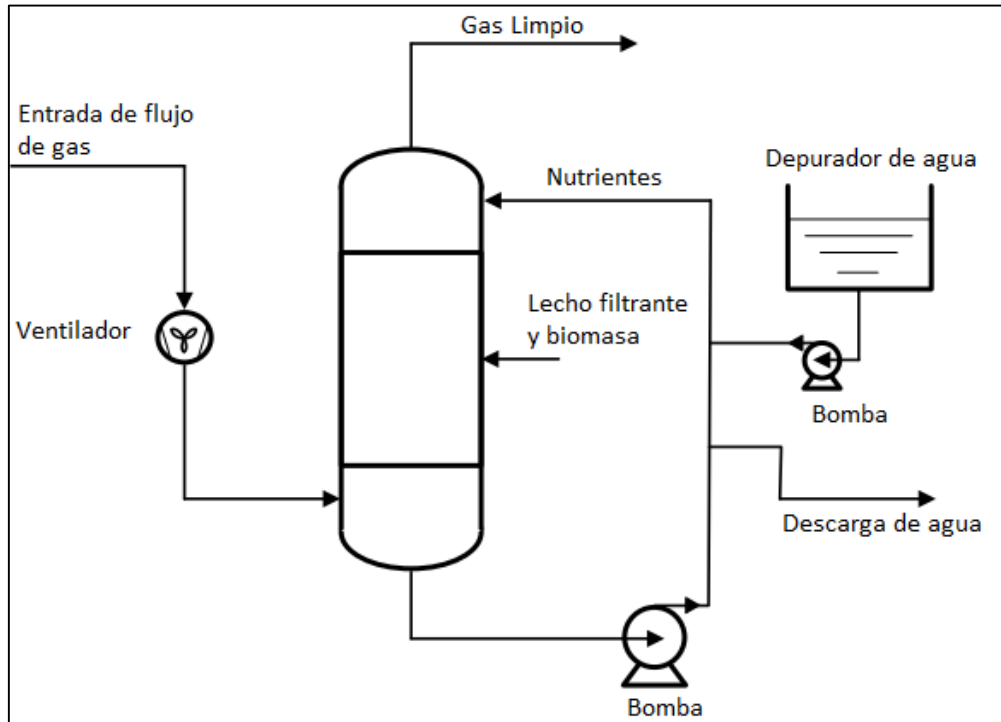 Gas Limpio
Entrada de flujo
de gas
Depurador de agua
Nutrientes
Lecho filtrante
y biomasa
Ventilador
Bomba
Descarga de agua
Bomba